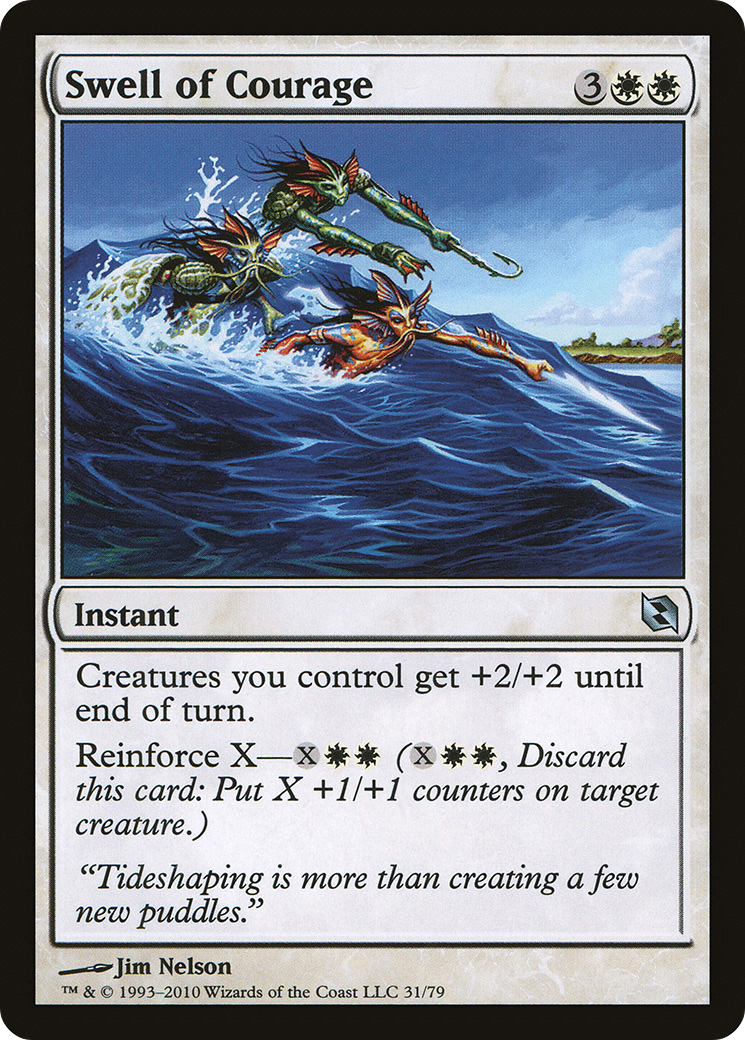 Swell of Courage 3
Instant
Creatures you control get +2/+2 until
end of turn.
Reinforce X—X (X, Discard
this card: Put X +1/+1 counters on target
creature.)
“Tideshaping is more than creating a few
new puddles.”
Jim Nelson
™ & © 1993–2010 Wizards of the Coast LLC 31/79